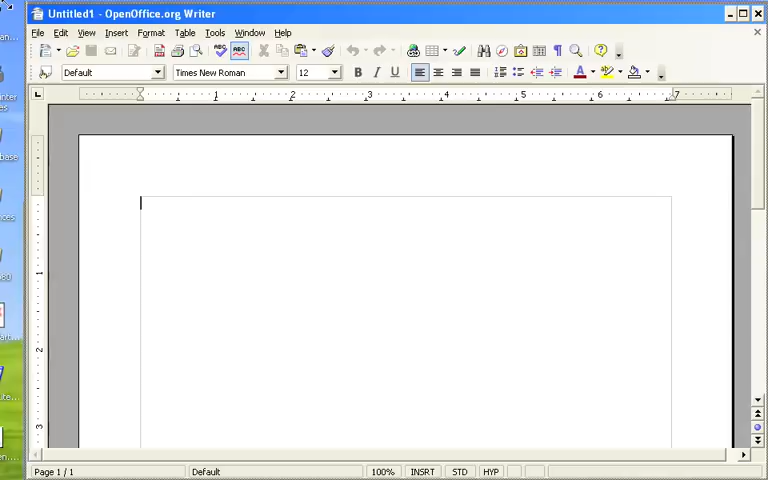 Untitled1 - OpenOffice.org Writer
File Edit View Insert Format Table Tools Window Help
Default Times New Roman 12 B I U A
1 2 3 4 5 6 7
1
2
3
Page 1 / 1 Default 100% INSRT STD HYP